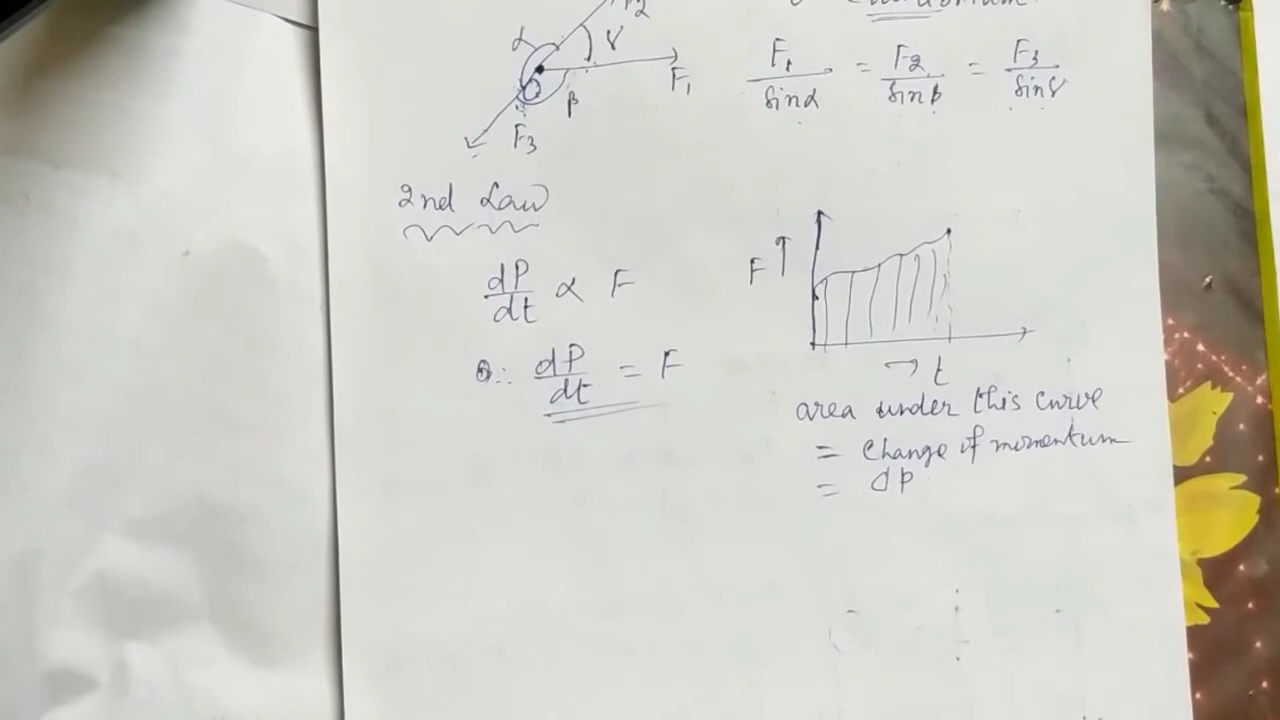 F2
α
γ
F1
β
F3
F1/sinα = F2/sinβ = F3/sinγ
2nd Law
dP/dt ∝ F
∴ dP/dt = F
F ↑
→ t
area under this curve
= Change of momentum
= dP